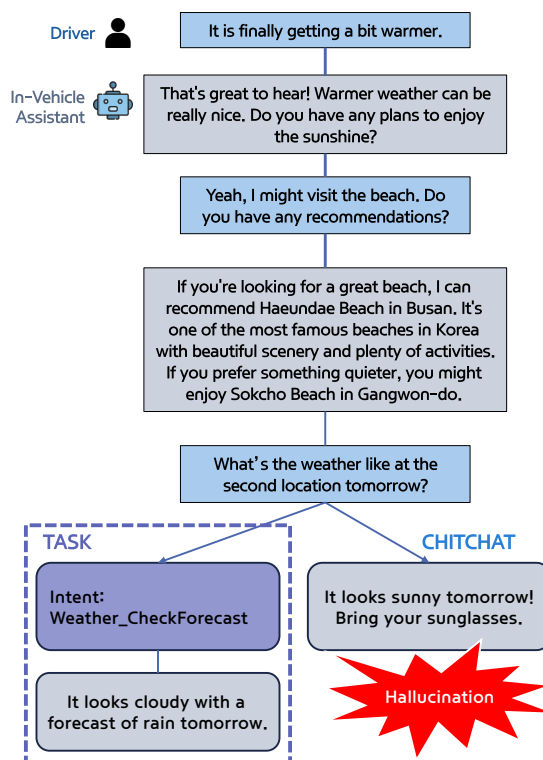 Driver
It is finally getting a bit warmer.
In-Vehicle
Assistant
That's great to hear! Warmer weather can be
really nice. Do you have any plans to enjoy
the sunshine?
Yeah, I might visit the beach. Do
you have any recommendations?
If you're looking for a great beach, I can
recommend Haeundae Beach in Busan. It's
one of the most famous beaches in Korea
with beautiful scenery and plenty of activities.
If you prefer something quieter, you might
enjoy Sokcho Beach in Gangwon-do.
What's the weather like at the
second location tomorrow?
TASK
Intent:
Weather_CheckForecast
It looks cloudy with a
forecast of rain tomorrow.
CHITCHAT
It looks sunny tomorrow!
Bring your sunglasses.
Hallucination